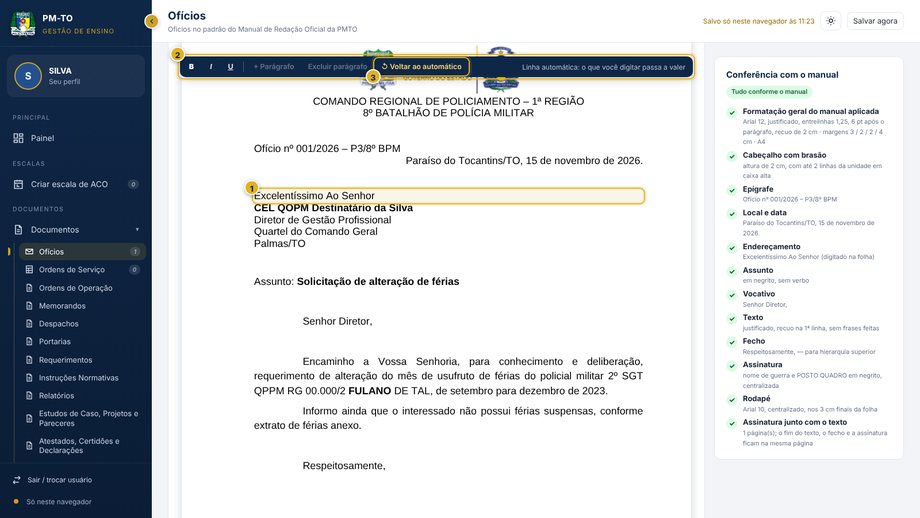 PM-TO
GESTÃO DE ENSINO
S
SILVA
Seu perfil
PRINCIPAL
Painel
ESCALAS
Criar escala de ACO
0
DOCUMENTOS
Documentos
Ofícios
1
Ordens de Serviço
0
Ordens de Operação
Memorandos
Despachos
Portarias
Requerimentos
Instruções Normativas
Relatórios
Estudos de Caso, Projetos e
Pareceres
Atestados, Certidões e
Declarações
Sair / trocar usuário
Só neste navegador
Ofícios
Ofícios no padrão do Manual de Redação Oficial da PMTO
Salvo só neste navegador às 11:23
Salvar agora
2
B I U + Parágrafo Excluir parágrafo Voltar ao automático Linha automática: o que você digitar passa a valer
3
COMANDO REGIONAL DE POLICIAMENTO – 1ª REGIÃO
8º BATALHÃO DE POLÍCIA MILITAR
Ofício nº 001/2026 – P3/8º BPM
Paraíso do Tocantins/TO, 15 de novembro de 2026.
1
Excelentíssimo Ao Senhor
CEL QOPM Destinatário da Silva
Diretor de Gestão Profissional
Quartel do Comando Geral
Palmas/TO
Assunto: Solicitação de alteração de férias
Senhor Diretor,
Encaminho a Vossa Senhoria, para conhecimento e deliberação,
requerimento de alteração do mês de usufruto de férias do policial militar 2º SGT
QPPM RG 00.000/2 FULANO DE TAL, de setembro para dezembro de 2023.
Informo ainda que o interessado não possui férias suspensas, conforme
extrato de férias anexo.
Respeitosamente,
Conferência com o manual
Tudo conforme o manual
Formatação geral do manual aplicada
Arial 12, justificado, entrelinhas 1,25, 6 pt após o
parágrafo, recuo de 2 cm · margens 3 / 2 / 2 / 4
cm · A4
Cabeçalho com brasão
altura de 2 cm, com até 2 linhas da unidade em
caixa alta
Epígrafe
Ofício nº 001/2026 – P3/8º BPM
Local e data
Paraíso do Tocantins/TO, 15 de novembro de
2026.
Endereçamento
Excelentíssimo Ao Senhor (digitado na folha)
Assunto
em negrito, sem verbo
Vocativo
Senhor Diretor,
Texto
justificado, recuo na 1ª linha, sem frases feitas
Fecho
Respeitosamente, — para hierarquia superior
Assinatura
nome de guerra e POSTO QUADRO em negrito,
centralizada
Rodapé
Arial 10, centralizado, nos 3 cm finais da folha
Assinatura junto com o texto
1 página(s); o fim do texto, o fecho e a assinatura
ficam na mesma página